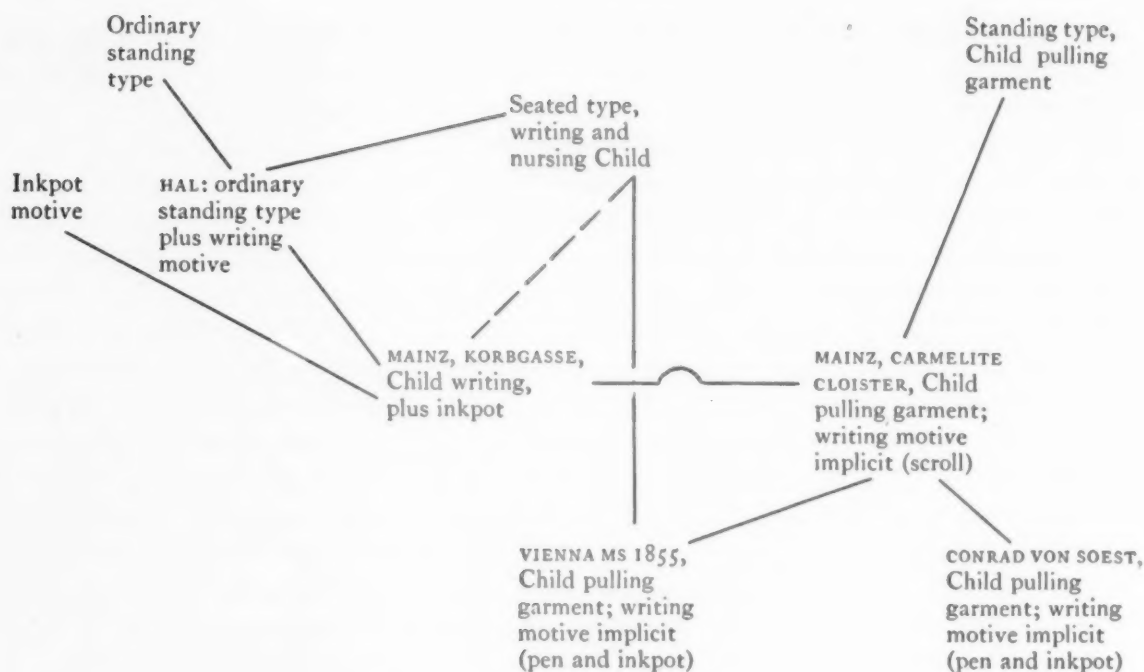 Ordinary
standing
type
Standing type,
Child pulling
garment
Seated type,
writing and
nursing Child
Inkpot
motive
HAL: ordinary
standing type
plus writing
motive
MAINZ, KORBGASSE,
Child writing,
plus inkpot
MAINZ, CARMELITE
CLOISTER, Child
pulling garment;
writing motive
implicit (scroll)
VIENNA MS 1855,
Child pulling
garment; writing
motive implicit
(pen and inkpot)
CONRAD VON SOEST,
Child pulling
garment; writing
motive implicit
(pen and inkpot)